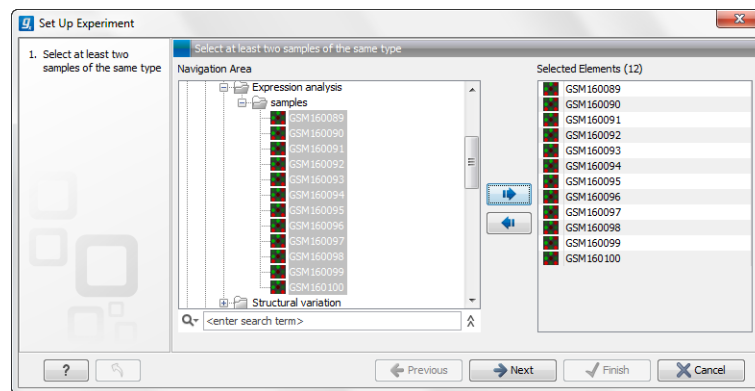 Set Up Experiment
1. Select at least two
samples of the same type
Select at least two samples of the same type
Navigation Area
Expression analysis
samples
GSM160089
GSM160090
GSM160091
GSM160092
GSM160093
GSM160094
GSM160095
GSM160096
GSM160097
GSM160098
GSM160099
GSM160100
Structural variation
<enter search term>
Selected Elements (12)
GSM160089
GSM160090
GSM160091
GSM160092
GSM160093
GSM160094
GSM160095
GSM160096
GSM160097
GSM160098
GSM160099
GSM160100
?
Previous
Next
Finish
Cancel